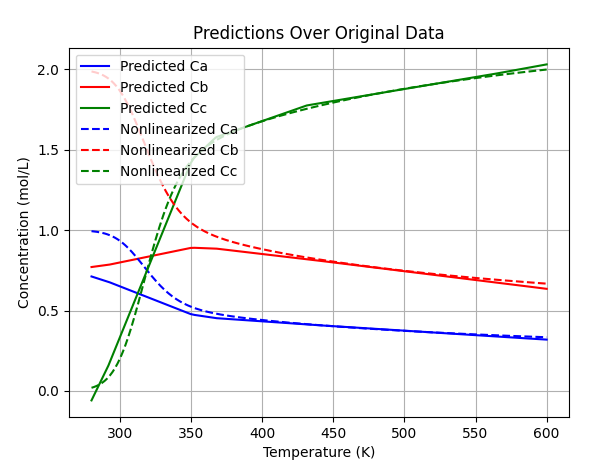 Predictions Over Original Data
Predicted Ca
Predicted Cb
Predicted Cc
Nonlinearized Ca
Nonlinearized Cb
Nonlinearized Cc
Concentration (mol/L)
2.0
1.5
1.0
0.5
0.0
300 350 400 450 500 550 600
Temperature (K)